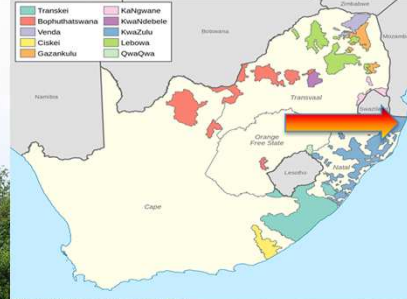 Transkei
Bophuthatswana
Venda
Ciskei
Gazankulu
KaNgwane
KwaNdebele
KwaZulu
Lebowa
QwaQwa
Zimbabwe
Botswana
Mozamb
Namibia
Transvaal
Swaziland
Orange
Free State
Natal
Lesotho
Cape